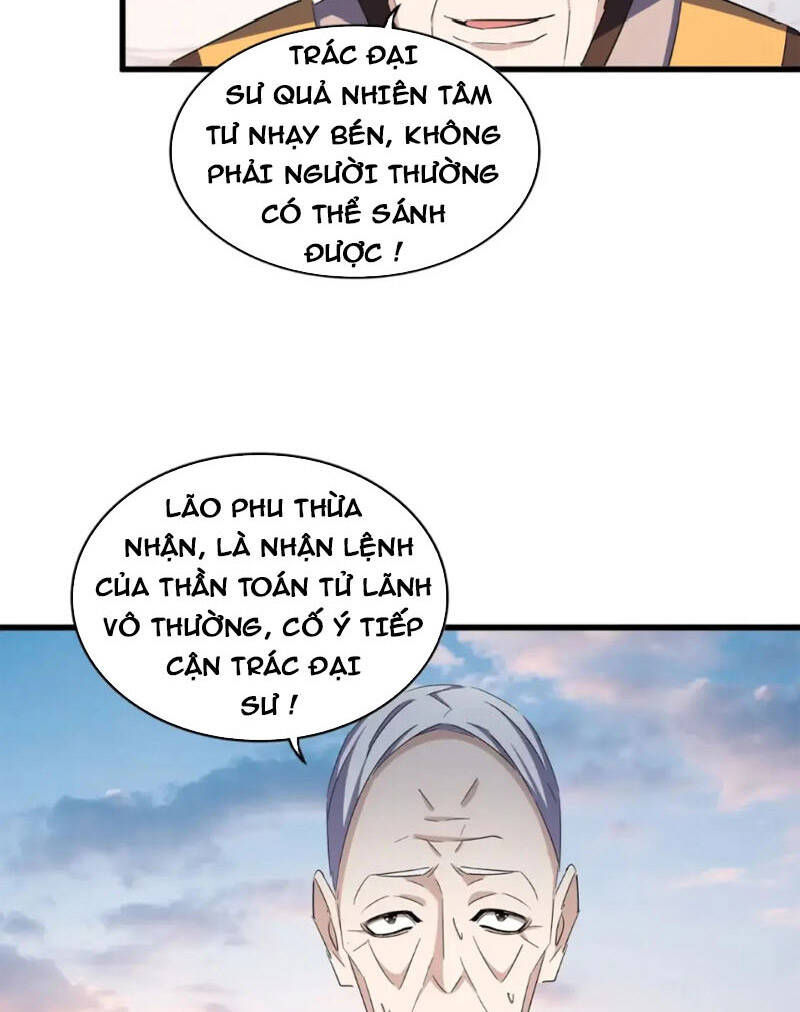 TRÁC ĐẠI
SƯ QUẢ NHIÊN TÂM
TƯ NHẠY BÉN, KHÔNG
PHẢI NGƯỜI THƯỜNG
CÓ THỂ SÁNH
ĐƯỢC !
LÃO PHU THỪA
NHẬN, LÀ NHẬN LỆNH
CỦA THẦN TOÁN TỬ LÃNH
VÔ THƯỜNG, CỐ Ý TIẾP
CẬN TRÁC ĐẠI
SƯ !